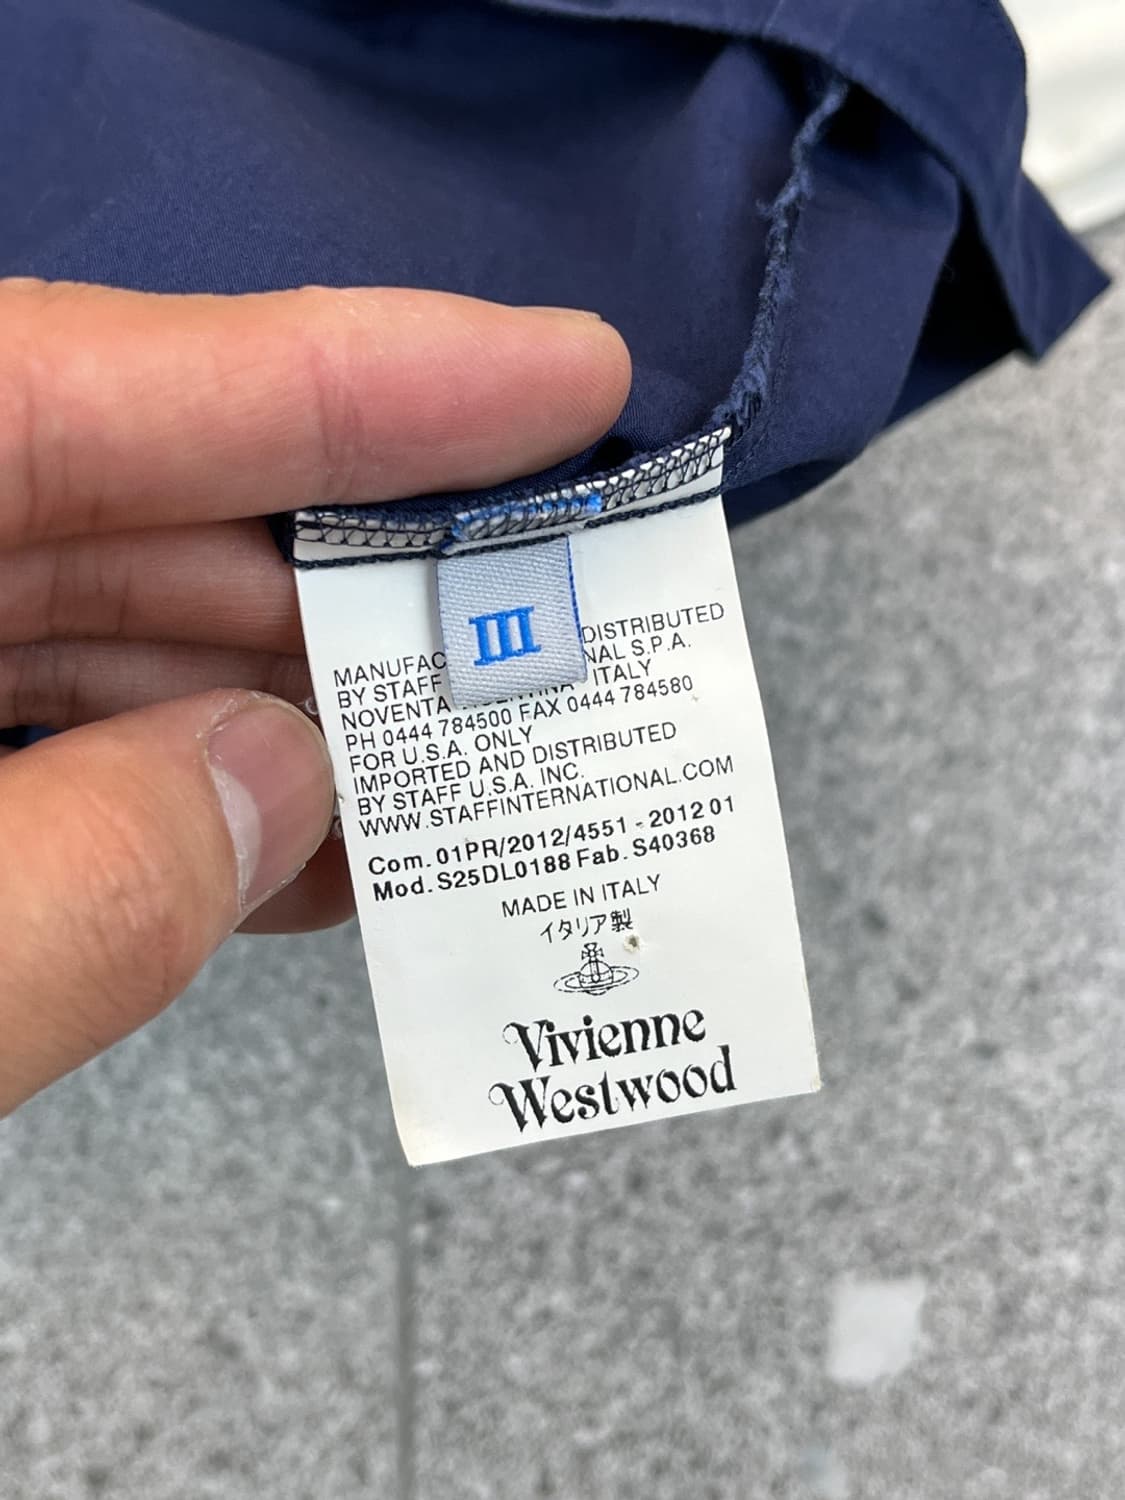 III
MANUFAC DISTRIBUTED
BY STAFF NAL S.P.A.
NOVENTA ITALY
PH 0444 784500 FAX 0444 784580
FOR U.S.A. ONLY
IMPORTED AND DISTRIBUTED
BY STAFF U.S.A. INC.
WWW.STAFFINTERNATIONAL.COM
Com. 01PR/2012/4551 - 2012 01
Mod. S25DL0188 Fab. S40368
MADE IN ITALY
イタリア製
Vivienne
Westwood